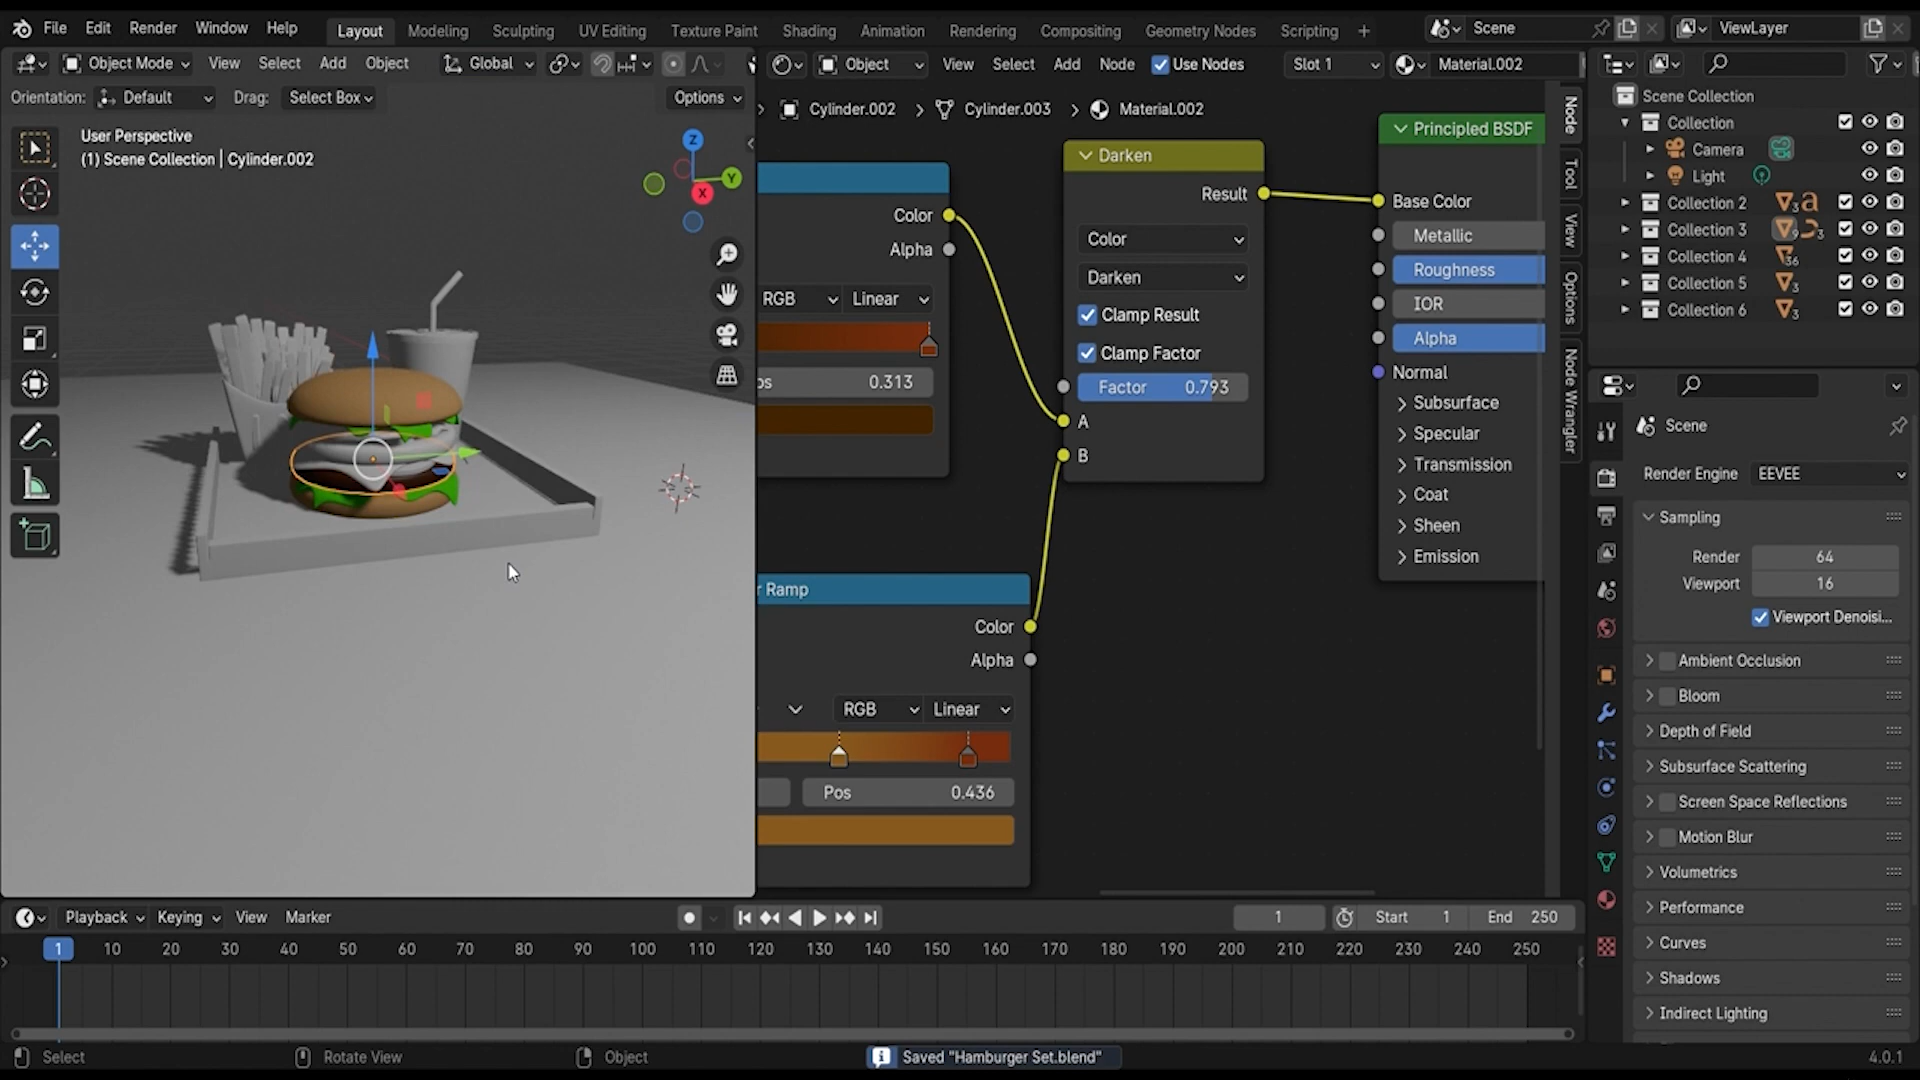 File Edit Render Window Help Layout Modeling Sculpting UV Editing Texture Paint Shading Animation Rendering Compositing Geometry Nodes Scripting + Scene ViewLayer
Object Mode View Select Add Object Global Object View Select Add Node Use Nodes Slot 1 Material.002
Orientation: Default Drag: Select Box Options
Cylinder.002 > Cylinder.003 > Material.002
User Perspective
(1) Scene Collection | Cylinder.002
Z
Y
X
Color
Alpha
RGB Linear
os 0.313
Darken
Result
Color
Darken
Clamp Result
Clamp Factor
Factor 0.793
A
B
r Ramp
Color
Alpha
RGB Linear
Pos 0.436
Principled BSDF
Base Color
Metallic
Roughness
IOR
Alpha
Normal
Subsurface
Specular
Transmission
Coat
Sheen
Emission
Node
Tool
View
Options
Node Wrangler
Scene Collection
Collection
Camera
Light
Collection 2 3
Collection 3 9 3
Collection 4 36
Collection 5 3
Collection 6 3
Scene
Render Engine EEVEE
Sampling
Render 64
Viewport 16
Viewport Denoisi...
Ambient Occlusion
Bloom
Depth of Field
Subsurface Scattering
Screen Space Reflections
Motion Blur
Volumetrics
Performance
Curves
Shadows
Indirect Lighting
Playback Keying View Marker 1 Start 1 End 250
1 10 20 30 40 50 60 70 80 90 100 110 120 130 140 150 160 170 180 190 200 210 220 230 240 250
Select Rotate View Object Saved "Hamburger Set.blend" 4.0.1